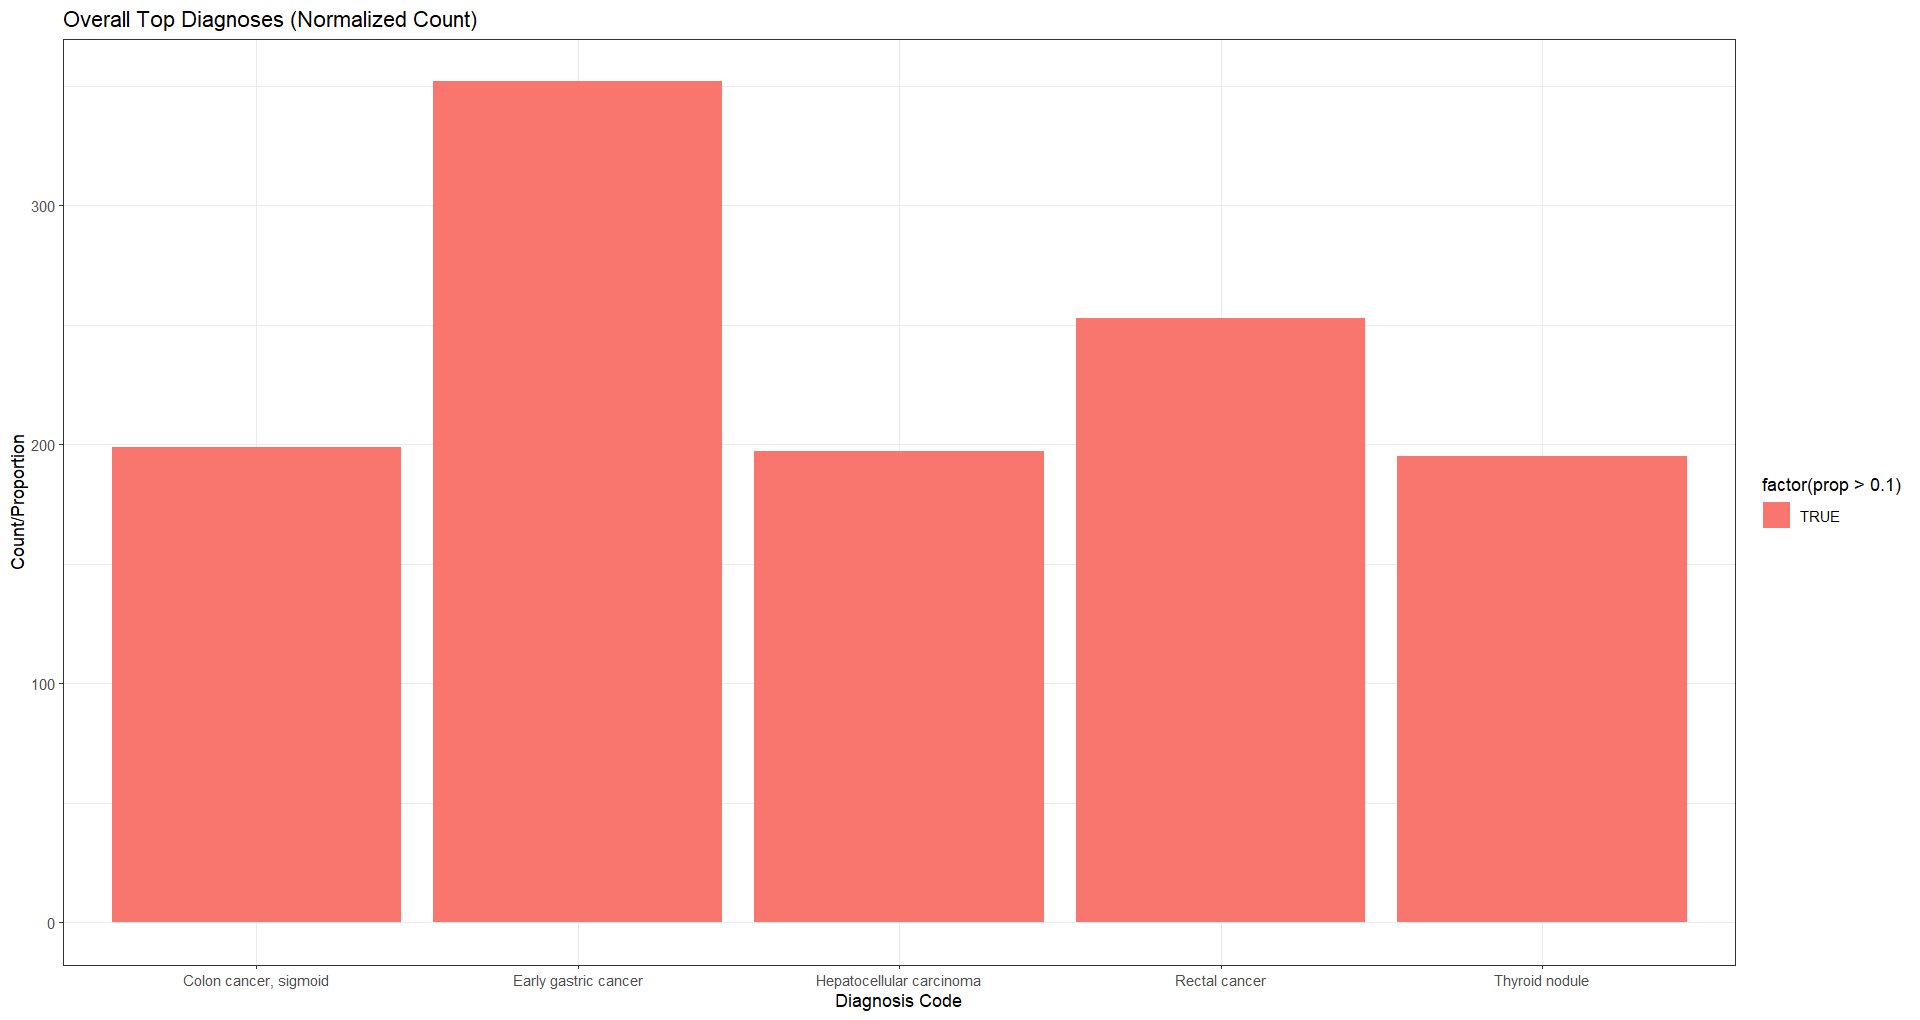 Overall Top Diagnoses (Normalized Count)
Count/Proportion
300
200
100
0
Colon cancer, sigmoid
Early gastric cancer
Hepatocellular carcinoma
Rectal cancer
Thyroid nodule
Diagnosis Code
factor(prop > 0.1)
TRUE